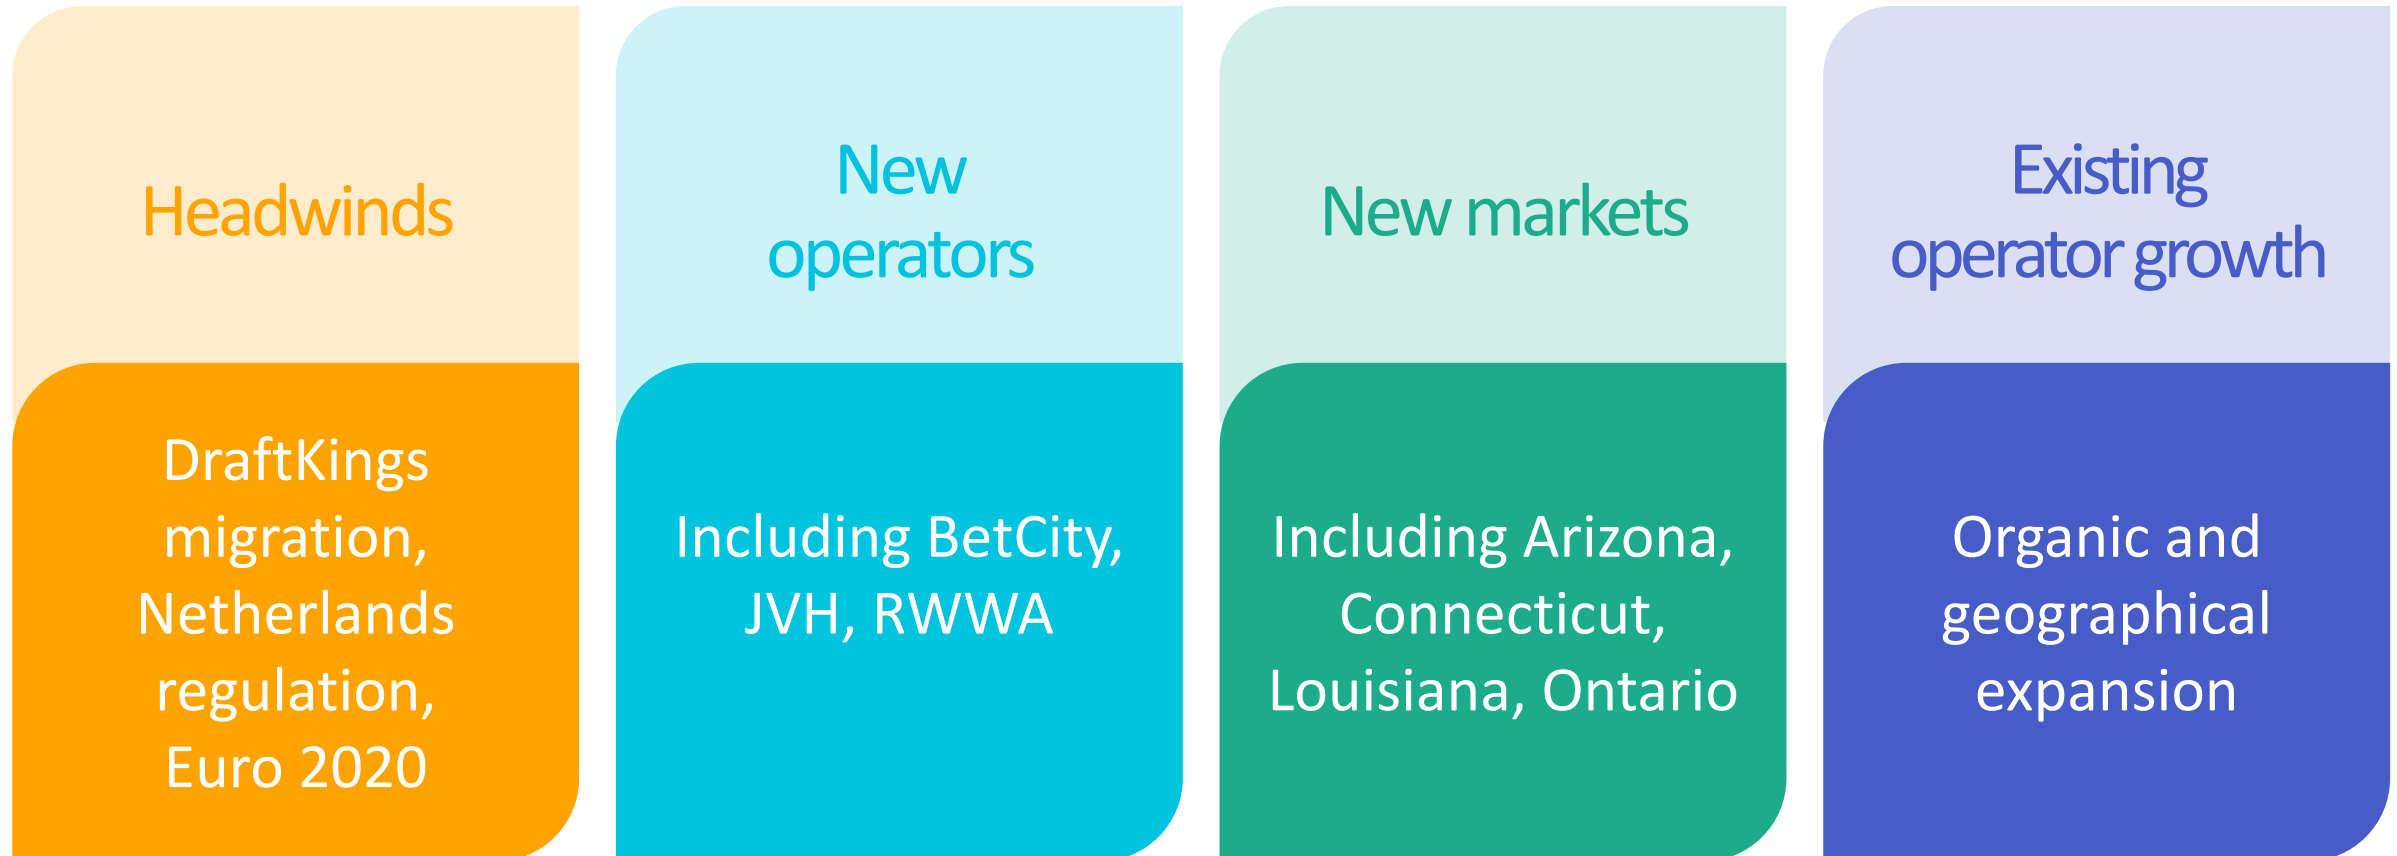 Headwinds
DraftKings
migration,
Netherlands
regulation,
Euro 2020
New
operators
Including BetCity,
JVH, RWWA
New markets
Including Arizona,
Connecticut,
Louisiana, Ontario
Existing
operator growth
Organic and
geographical
expansion